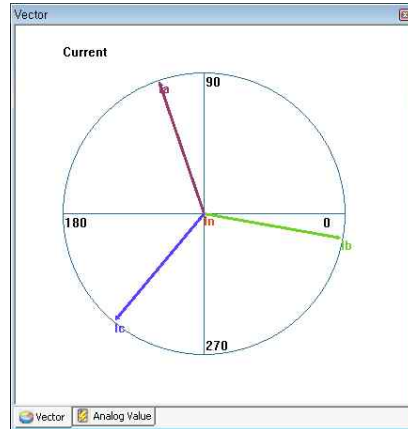 Vector
Current
90
Ia
180
In
0
Ib
Ic
270
Vector
Analog Value